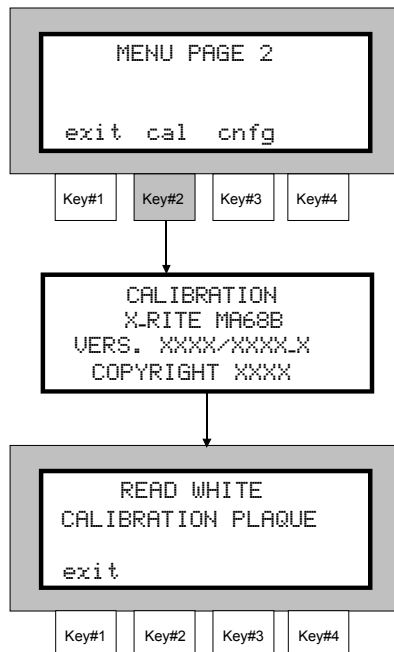 MENU PAGE 2
exit cal cnfg
Key#1 Key#2 Key#3 Key#4
CALIBRATION
X-RITE MA68B
VERS. XXXX/XXXX-X
COPYRIGHT XXXX
READ WHITE
CALIBRATION PLAQUE
exit
Key#1 Key#2 Key#3 Key#4